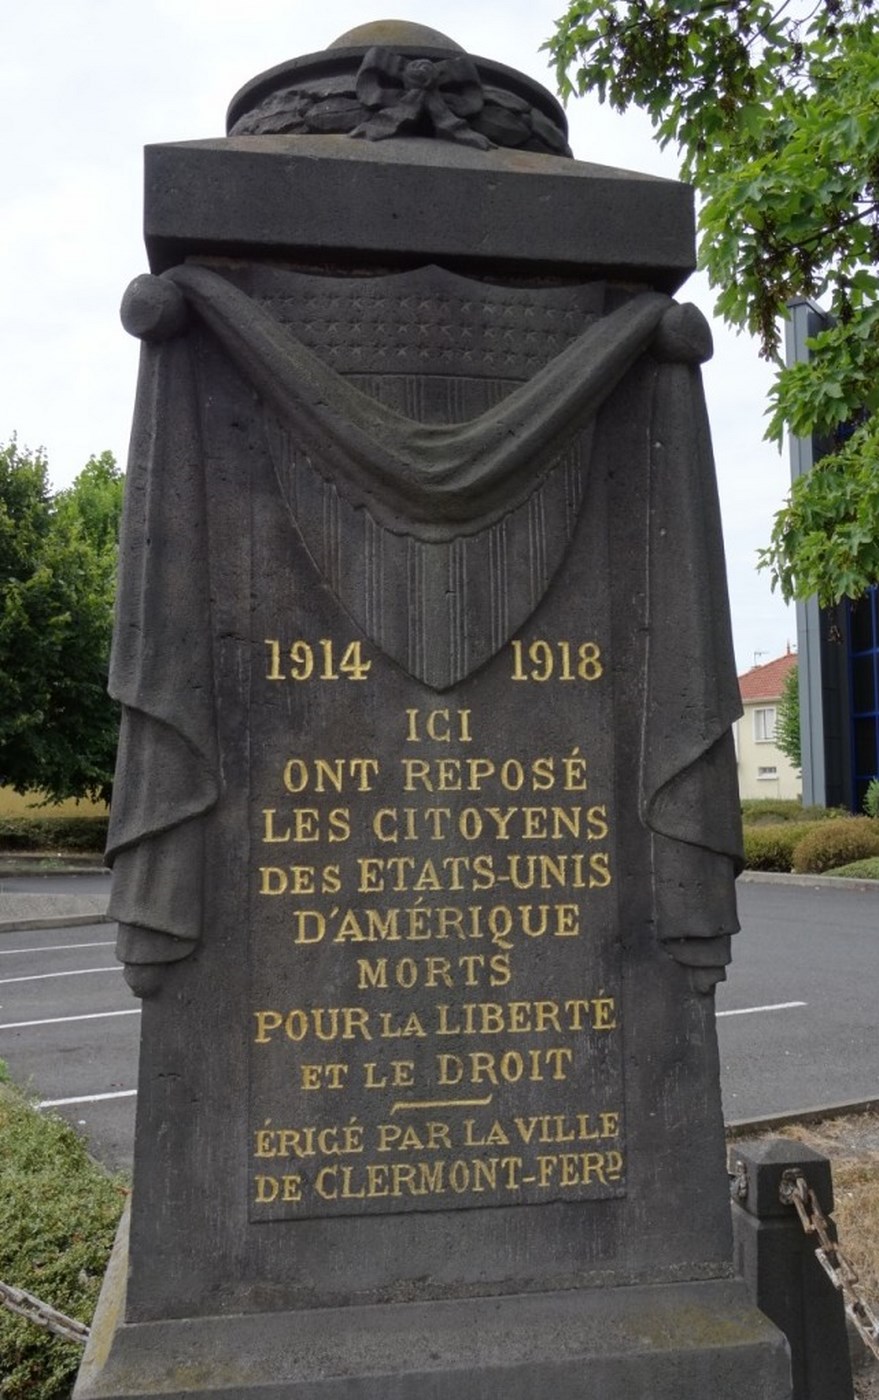 1914 1918
ICI
ONT REPOSÉ
LES CITOYENS
DES ETATS-UNIS
D'AMÉRIQUE
MORTS
POUR LA LIBERTÉ
ET LE DROIT
ÉRIGÉ PAR LA VILLE
DE CLERMONT-FERD